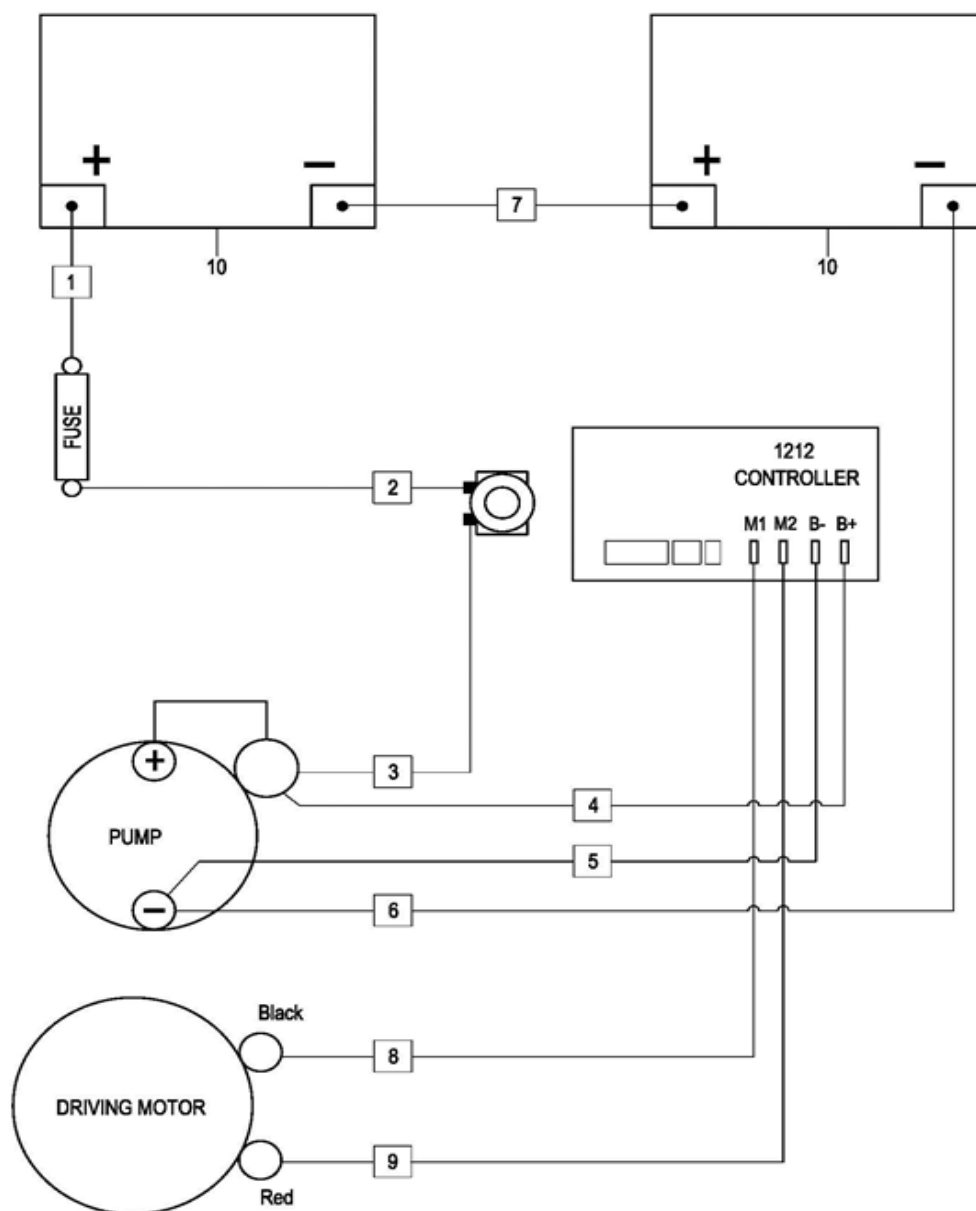 + −
+ −
7
10
10
1
FUSE
2
1212
CONTROLLER
M1 M2 B- B+
+
3
4
PUMP
5
−
6
Black
8
DRIVING MOTOR
9
Red